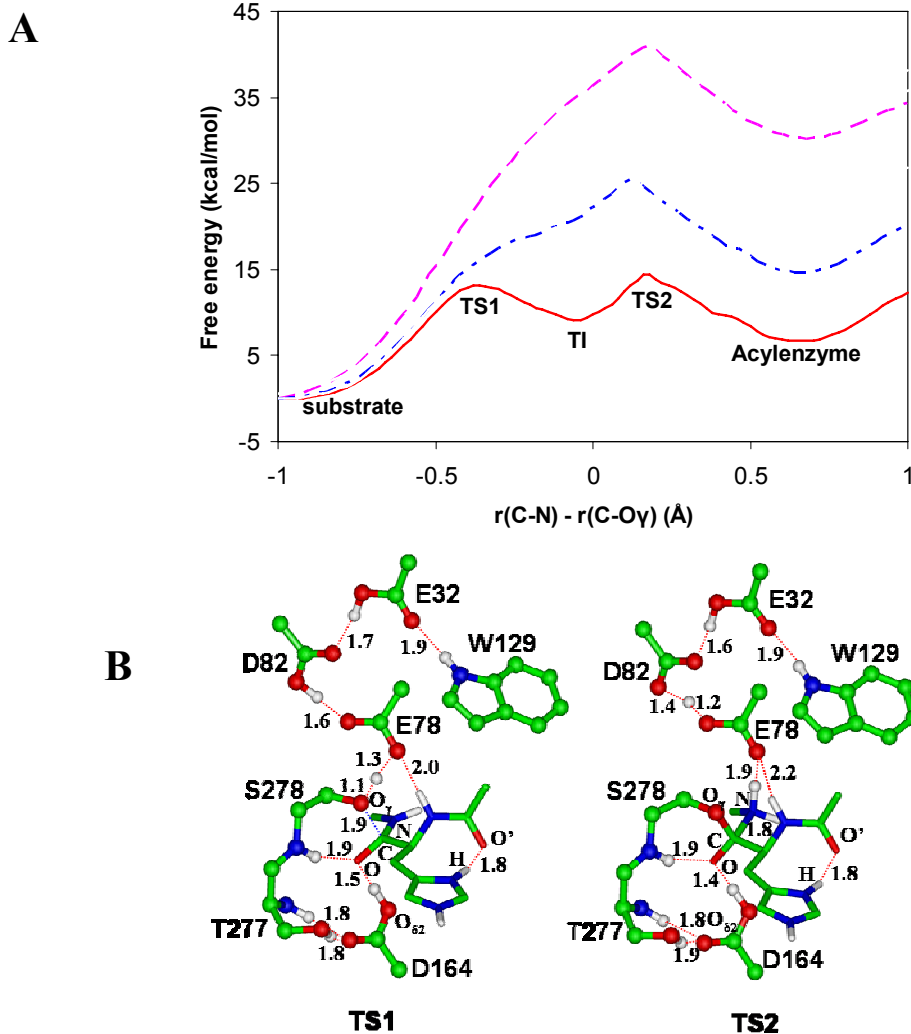 A
Free energy (kcal/mol)
45
35
25
15
5
-5
TS1
TI
TS2
Acylenzyme
substrate
-1
-0.5
0
0.5
1
r(C-N) - r(C-Oγ) (Å)
B
E32
1.7
1.9
W129
D82
1.6
E78
1.3
2.0
S278
1.1
O
1.9
N
C
O'
1.9
O
H
1.8
1.5
1.8
Oδ2
T277
1.8
D164
TS1
E32
1.6
1.9
W129
D82
1.4
1.2
E78
1.9
2.2
S278
N
1.8
C
O'
1.9
O
H
1.8
1.4
1.8
Oδ2
T277
1.9
D164
TS2